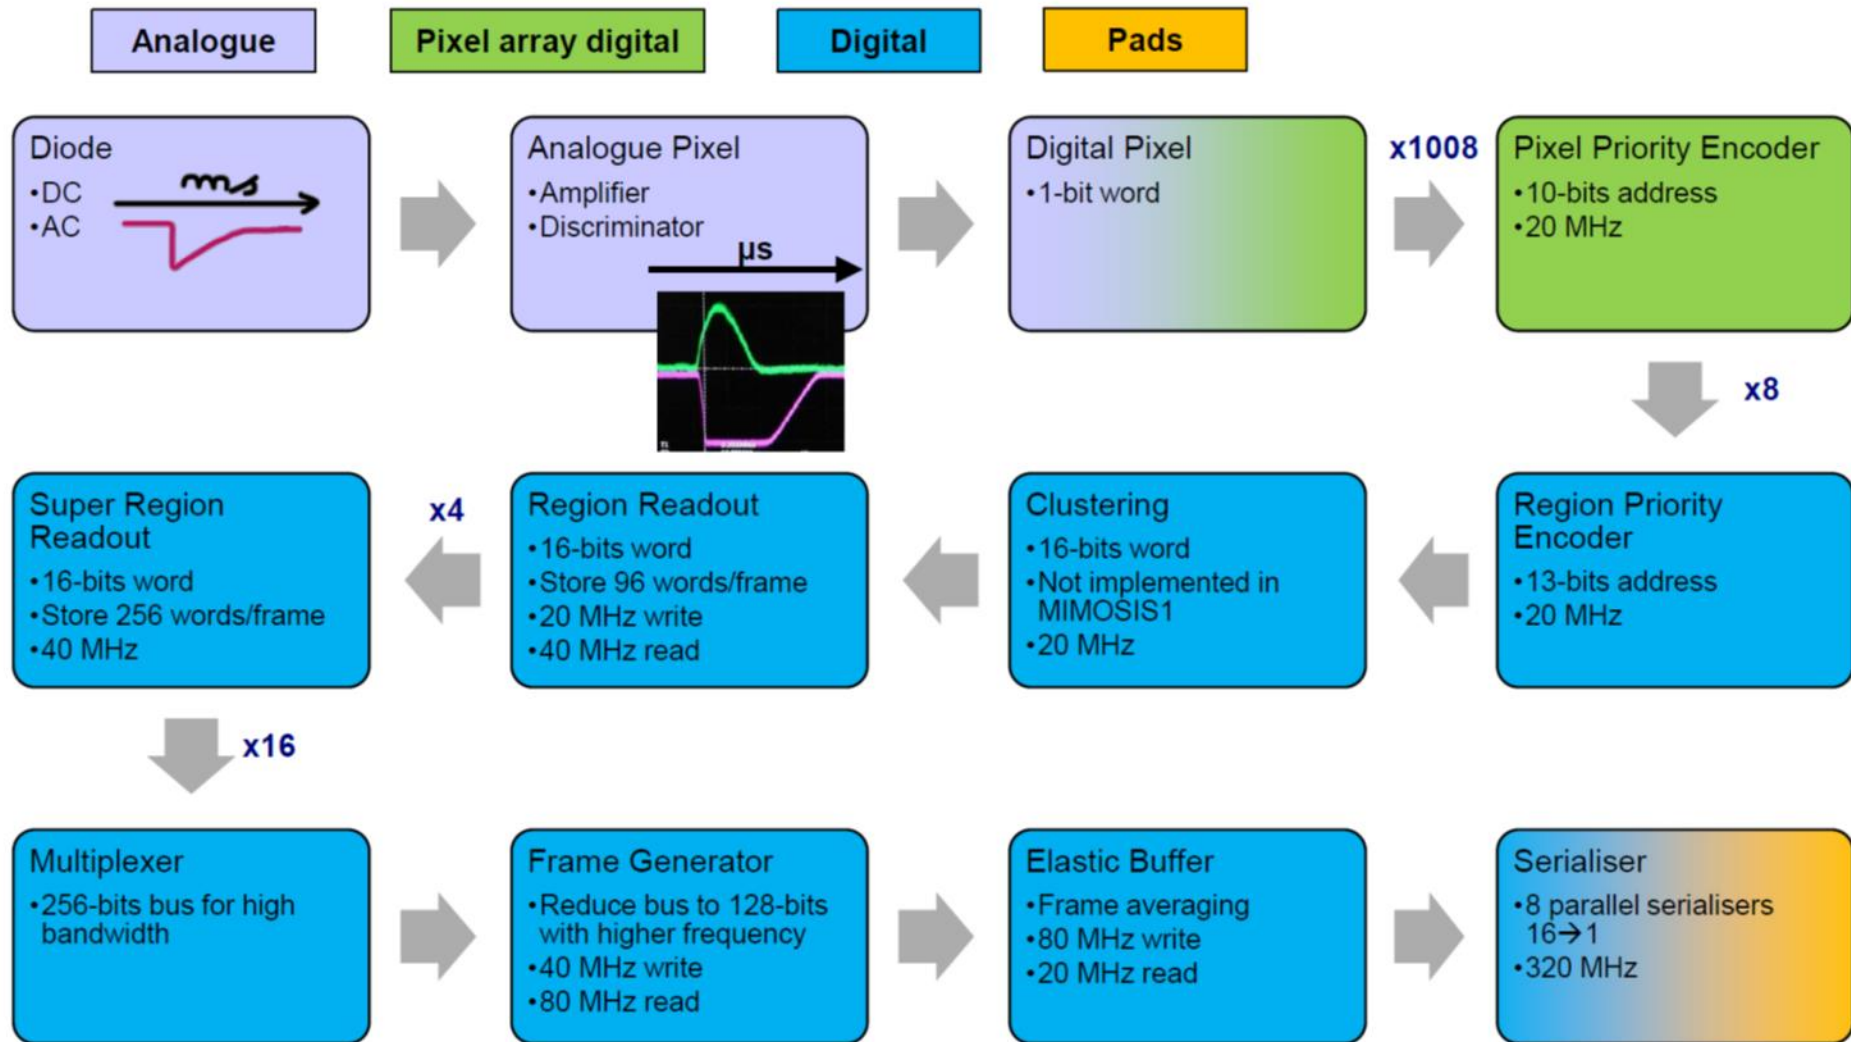 Analogue
Pixel array digital
Digital
Pads
Diode
•DC
•AC
ms
Analogue Pixel
•Amplifier
•Discriminator
µs
Digital Pixel
•1-bit word
x1008
Pixel Priority Encoder
•10-bits address
•20 MHz
x8
Super Region
Readout
•16-bits word
•Store 256 words/frame
•40 MHz
x4
Region Readout
•16-bits word
•Store 96 words/frame
•20 MHz write
•40 MHz read
Clustering
•16-bits word
•Not implemented in
MIMOSIS1
•20 MHz
Region Priority
Encoder
•13-bits address
•20 MHz
x16
Multiplexer
•256-bits bus for high
bandwidth
Frame Generator
•Reduce bus to 128-bits
with higher frequency
•40 MHz write
•80 MHz read
Elastic Buffer
•Frame averaging
•80 MHz write
•20 MHz read
Serialiser
•8 parallel serialisers
16→1
•320 MHz